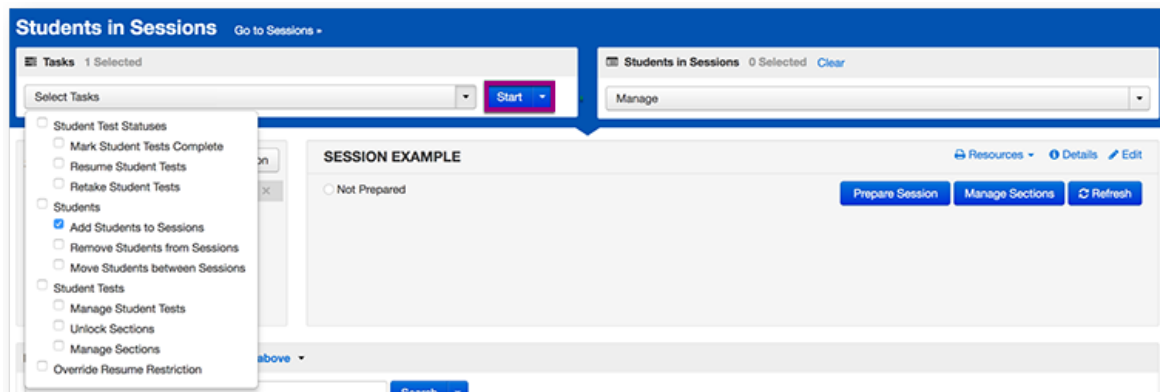 Students in Sessions Go to Sessions »
Tasks 1 Selected
Students in Sessions 0 Selected Clear
Select Tasks
Start
Manage
Student Test Statuses
Mark Student Tests Complete
Resume Student Tests
Retake Student Tests
Students
Add Students to Sessions
Remove Students from Sessions
Move Students between Sessions
Student Tests
Manage Student Tests
Unlock Sections
Manage Sections
Override Resume Restriction
on
SESSION EXAMPLE
Resources
Details
Edit
Not Prepared
Prepare Session
Manage Sections
Refresh
above
Search